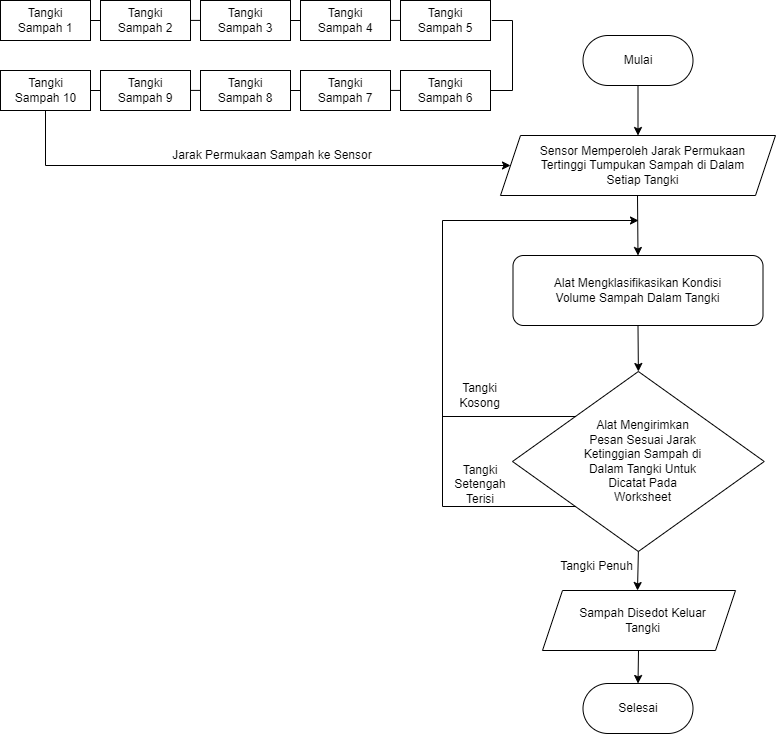 Tangki
Sampah 1
Tangki
Sampah 2
Tangki
Sampah 3
Tangki
Sampah 4
Tangki
Sampah 5
Tangki
Sampah 10
Tangki
Sampah 9
Tangki
Sampah 8
Tangki
Sampah 7
Tangki
Sampah 6
Mulai
Jarak Permukaan Sampah ke Sensor
Sensor Memperoleh Jarak Permukaan
Tertinggi Tumpukan Sampah di Dalam
Setiap Tangki
Alat Mengklasifikasikan Kondisi
Volume Sampah Dalam Tangki
Tangki
Kosong
Alat Mengirimkan
Pesan Sesuai Jarak
Ketinggian Sampah di
Dalam Tangki Untuk
Dicatat Pada
Worksheet
Tangki
Setengah
Terisi
Tangki Penuh
Sampah Disedot Keluar
Tangki
Selesai